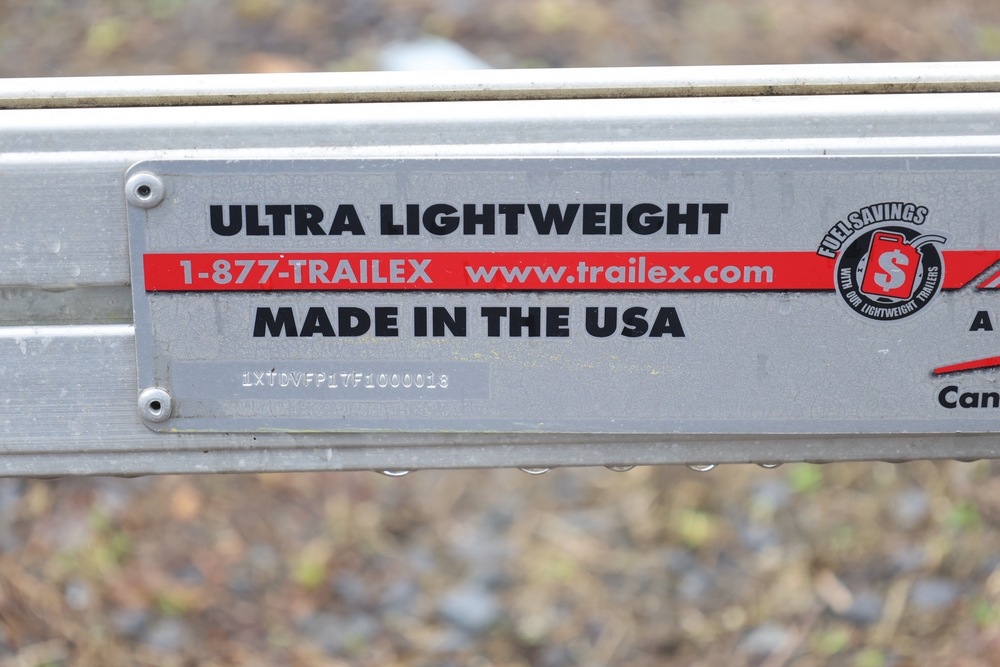 ULTRA LIGHTWEIGHT
1-877-TRAILEX www.trailex.com
MADE IN THE USA
1XTDVFP17F1000018
FUEL SAVINGS
$
WITH OUR LIGHTWEIGHT TRAILERS
A
Can